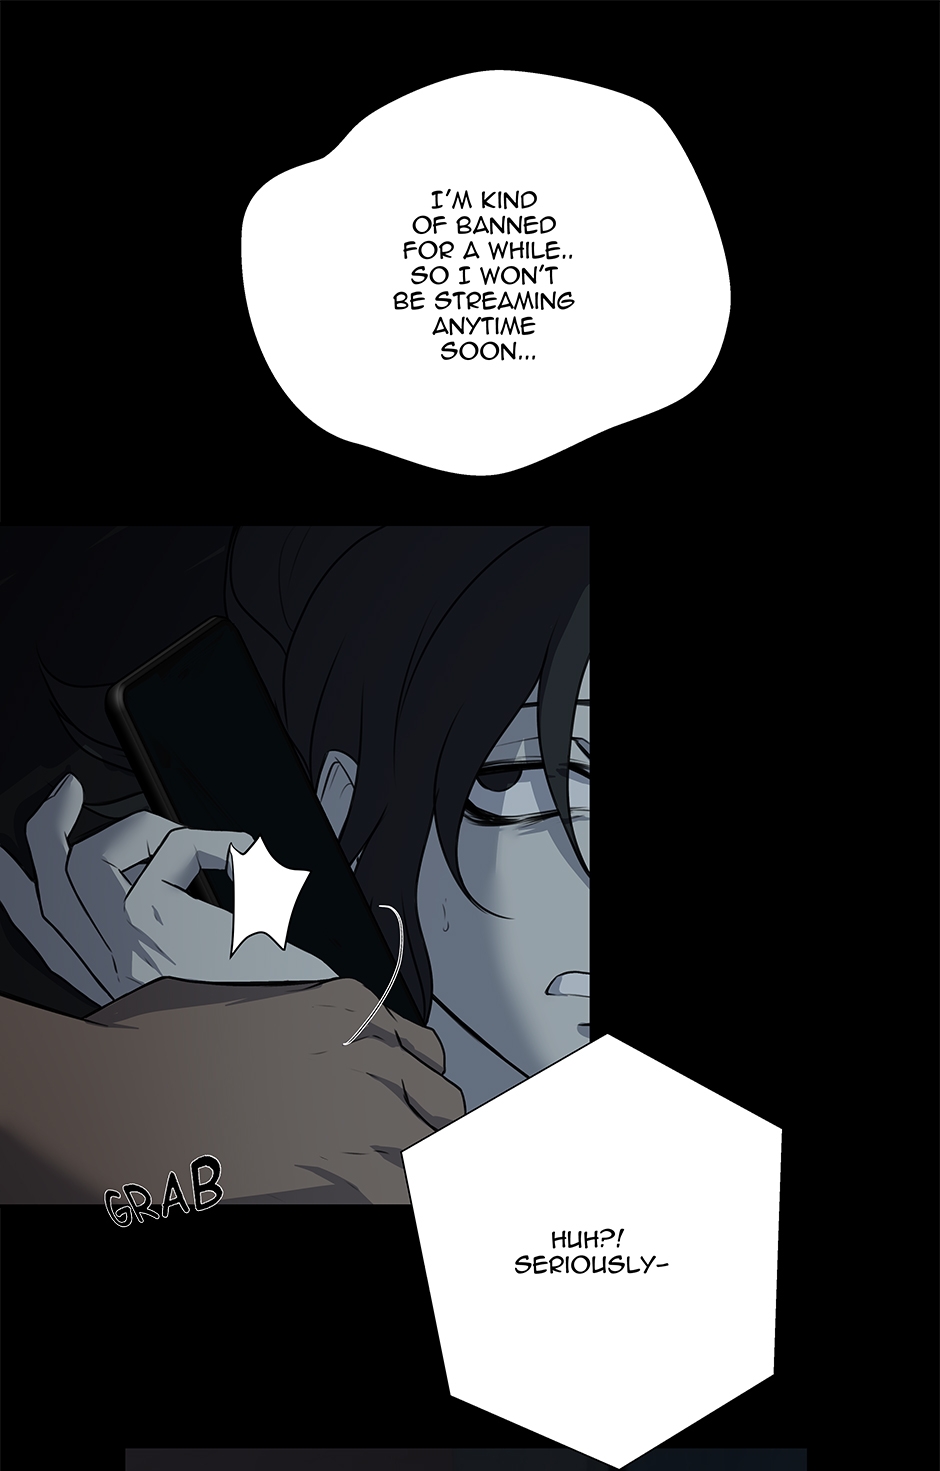 I'M KIND
OF BANNED
FOR A WHILE..
SO I WON'T
BE STREAMING
ANYTIME
SOON...
GRAB
HUH?!
SERIOUSLY-